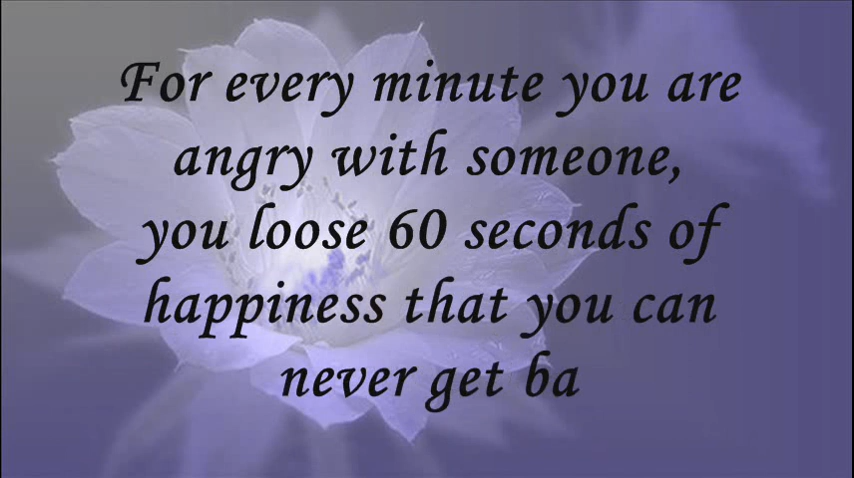 For every minute you are
angry with someone,
you loose 60 seconds of
happiness that you can
never get ba